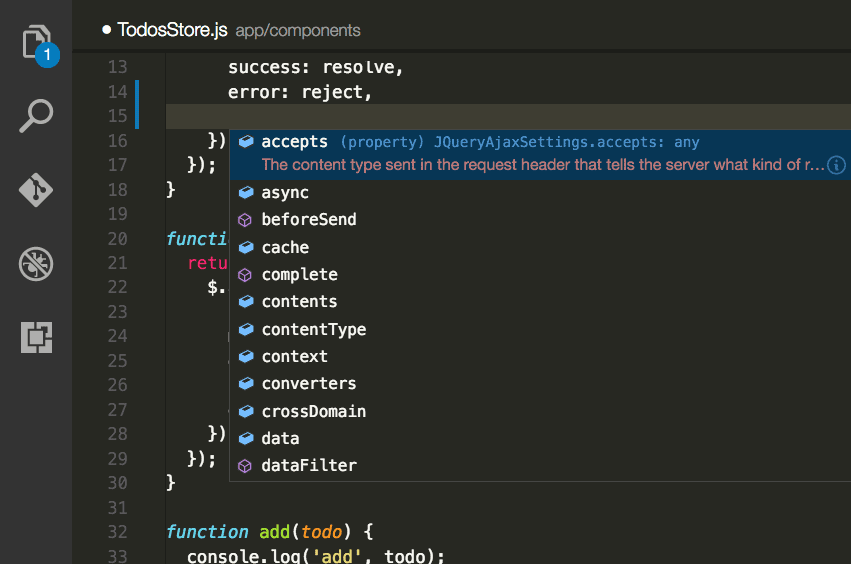 1
TodosStore.js app/components
13 success: resolve,
14 error: reject,
15
16 })
17 });
18 }
19
20 functi
21 retu
22 $.
23
24
25
26
27
28 })
29 });
30 }
31
32 function add(todo) {
33 console.log('add', todo);
accepts (property) JQueryAjaxSettings.accepts: any
The content type sent in the request header that tells the server what kind of r...
async
beforeSend
cache
complete
contents
contentType
context
converters
crossDomain
data
dataFilter